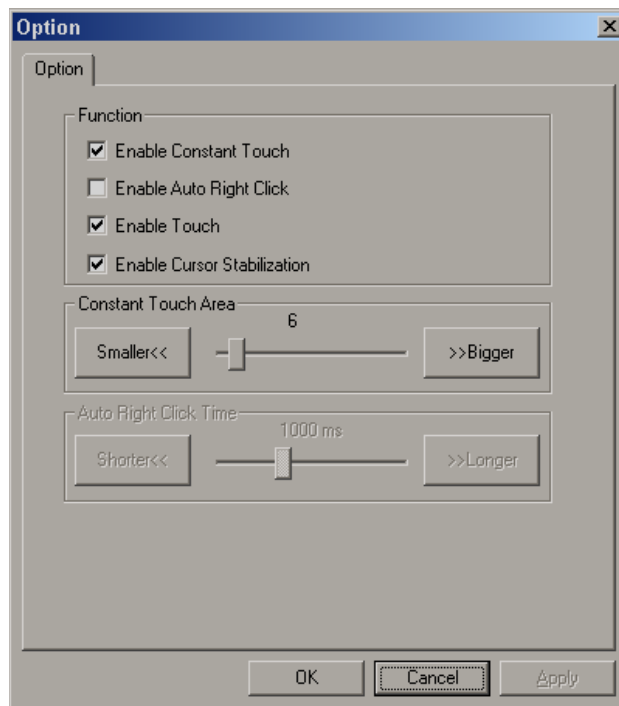 Option
Option
Function
Enable Constant Touch
Enable Auto Right Click
Enable Touch
Enable Cursor Stabilization
Constant Touch Area
6
Smaller<< >>Bigger
Auto Right Click Time
1000 ms
Shorter<< >>Longer
OK Cancel Apply